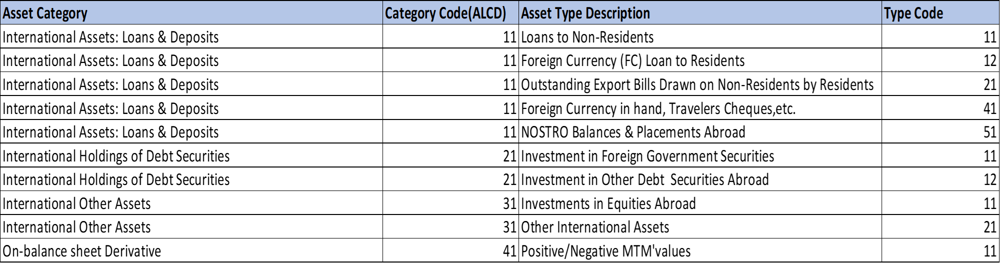 Asset Category Category Code(ALCD) Asset Type Description Type Code
International Assets: Loans & Deposits 11 Loans to Non-Residents 11
International Assets: Loans & Deposits 11 Foreign Currency (FC) Loan to Residents 12
International Assets: Loans & Deposits 11 Outstanding Export Bills Drawn on Non-Residents by Residents 21
International Assets: Loans & Deposits 11 Foreign Currency in hand, Travelers Cheques,etc. 41
International Assets: Loans & Deposits 11 NOSTRO Balances & Placements Abroad 51
International Holdings of Debt Securities 21 Investment in Foreign Government Securities 11
International Holdings of Debt Securities 21 Investment in Other Debt  Securities Abroad 12
International Other Assets 31 Investments in Equities Abroad 11
International Other Assets 31 Other International Assets 21
On-balance sheet Derivative 41 Positive/Negative MTM'values 11